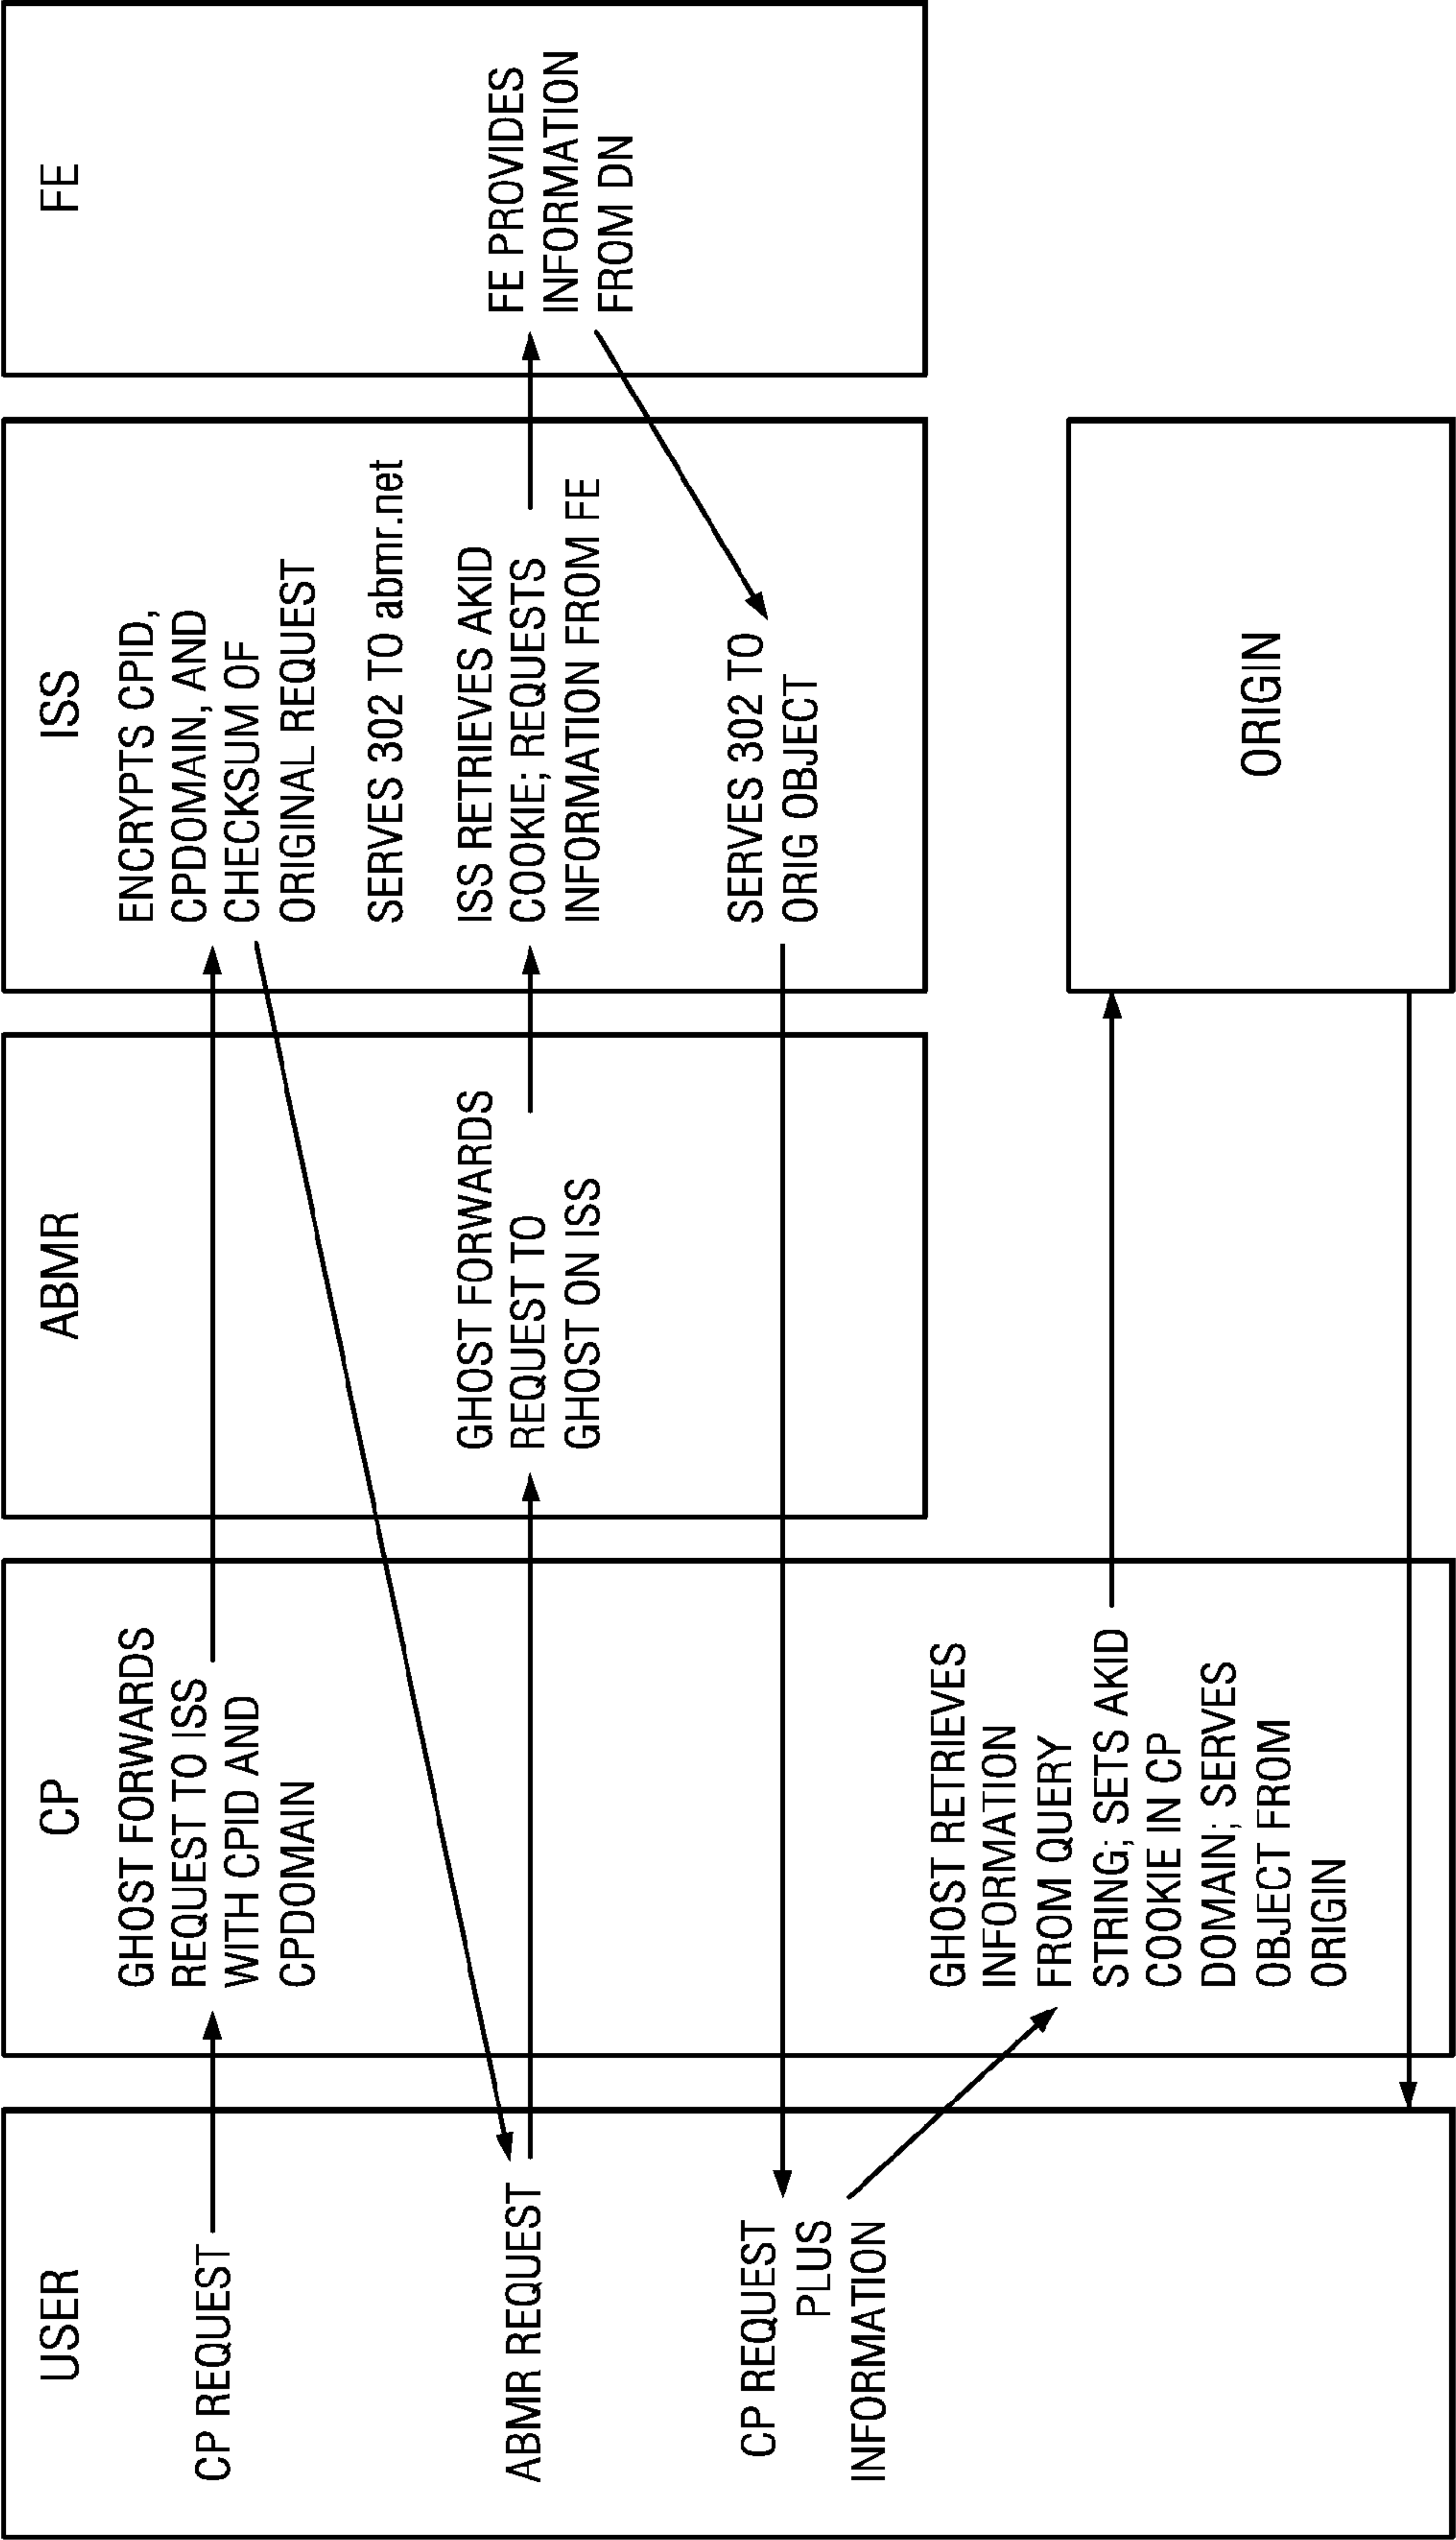 USER
CP REQUEST
ABMR REQUEST
CP REQUEST
PLUS
INFORMATION
CP
GHOST FORWARDS
REQUEST TO ISS
WITH CPID AND
CPDOMAIN
GHOST RETRIEVES
INFORMATION
FROM QUERY
STRING; SETS AKID
COOKIE IN CP
DOMAIN; SERVES
OBJECT FROM
ORIGIN
ABMR
GHOST FORWARDS
REQUEST TO
GHOST ON ISS
ISS
ENCRYPTS CPID,
CPDOMAIN, AND
CHECKSUM OF
ORIGINAL REQUEST
SERVES 302 TO abmr.net
ISS RETRIEVES AKID
COOKIE; REQUESTS
INFORMATION FROM FE
SERVES 302 TO
ORIG OBJECT
FE
FE PROVIDES
INFORMATION
FROM DN
ORIGIN